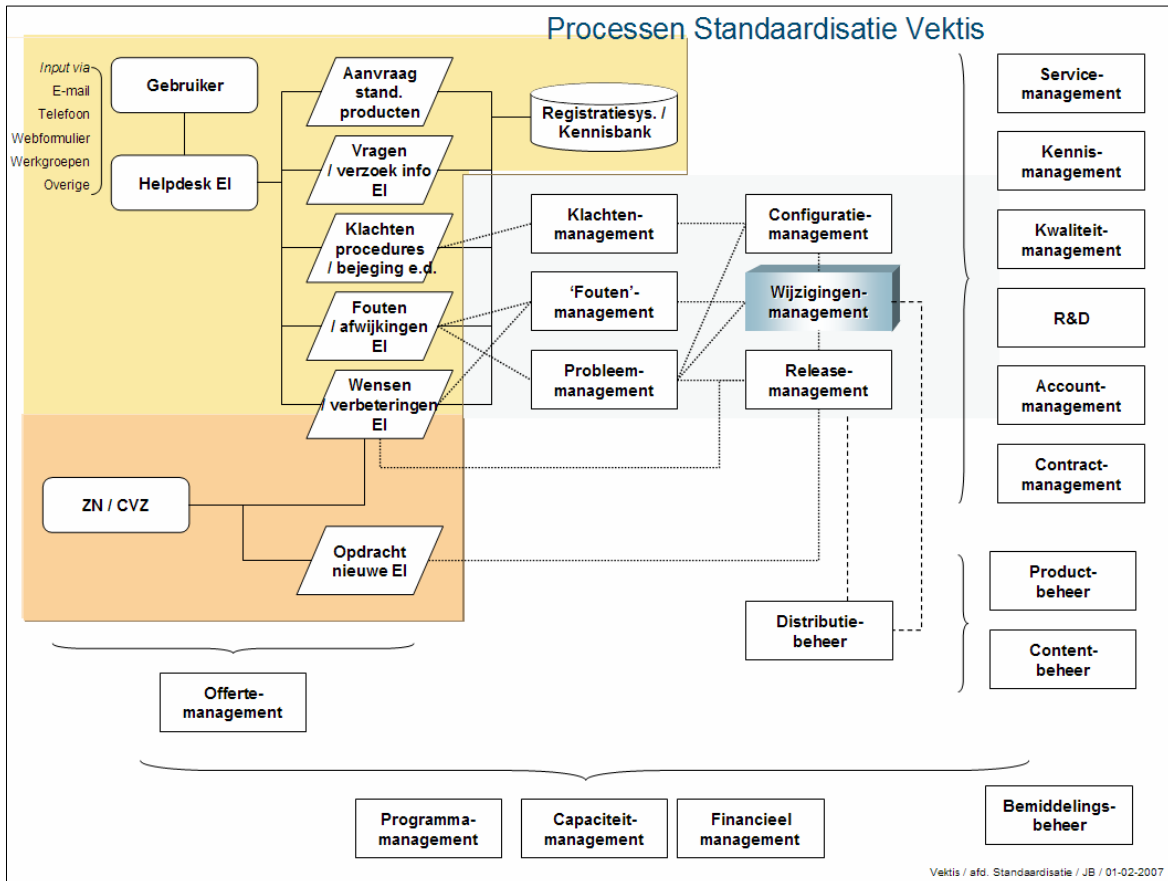 Processen Standaardisatie Vektis
Input via
E-mail
Telefoon
Webformulier
Werkgroepen
Overige
Gebruiker
Helpdesk EI
Aanvraag
stand.
producten
Vragen
/ verzoek info
EI
Klachten
procedures
/ bejeging e.d.
Fouten
/ afwijkingen
EI
Wensen
/ verbeteringen
EI
Registratiesys. /
Kennisbank
Klachten-
management
'Fouten'-
management
Probleem-
management
Configuratie-
management
Wijzigingen-
management
Release-
management
Service-
management
Kennis-
management
Kwaliteit-
management
R&D
Account-
management
Contract-
management
ZN / CVZ
Opdracht
nieuwe EI
Distributie-
beheer
Product-
beheer
Content-
beheer
Offerte-
management
Programma-
management
Capaciteit-
management
Financieel
management
Bemiddelings-
beheer
Vektis / afd. Standaardisatie / JB / 01-02-2007